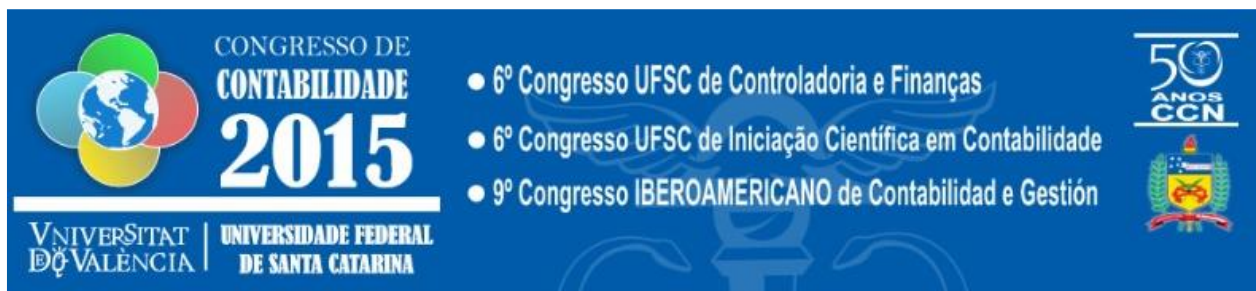 CONGRESSO DE
CONTABILIDADE
2015
VNIVERSITAT
DE VALÈNCIA
UNIVERSIDADE FEDERAL
DE SANTA CATARINA
● 6º Congresso UFSC de Controladoria e Finanças
● 6º Congresso UFSC de Iniciação Científica em Contabilidade
● 9º Congresso IBEROAMERICANO de Contabilidad e Gestión
50
ANOS
CCN